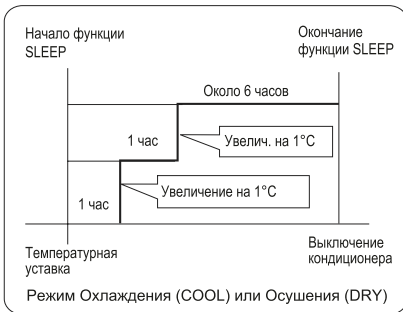 Начало функции
SLEEP
Окончание
функции SLEEP
Около 6 часов
1 час
Увелич. на 1°C
1 час
Увеличение на 1°C
Температурная
уставка
Выключение
кондиционера
Режим Охлаждения (COOL) или Осушения (DRY)